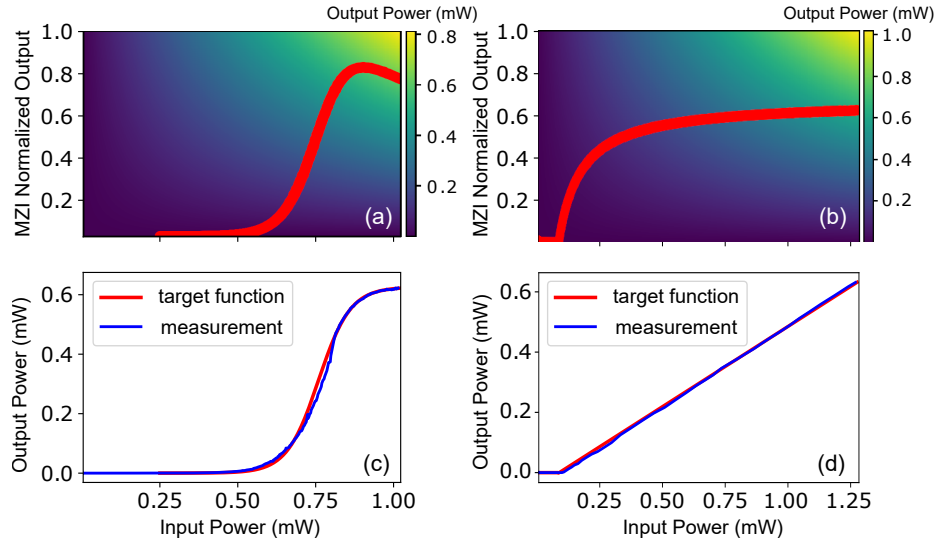 Output Power (mW)
Output Power (mW)
MZI Normalized Output
1.0
0.8
0.6
0.4
0.2
0.8
0.6
0.4
0.2
(a)
MZI Normalized Output
1.0
0.8
0.6
0.4
0.2
1.0
0.8
0.6
0.4
0.2
(b)
Output Power (mW)
0.6
0.4
0.2
0.0
target function
measurement
(c)
0.25
0.50
0.75
1.00
Input Power (mW)
Output Power (mW)
0.6
0.4
0.2
0.0
target function
measurement
(d)
0.25
0.50
0.75
1.00
1.25
Input Power (mW)